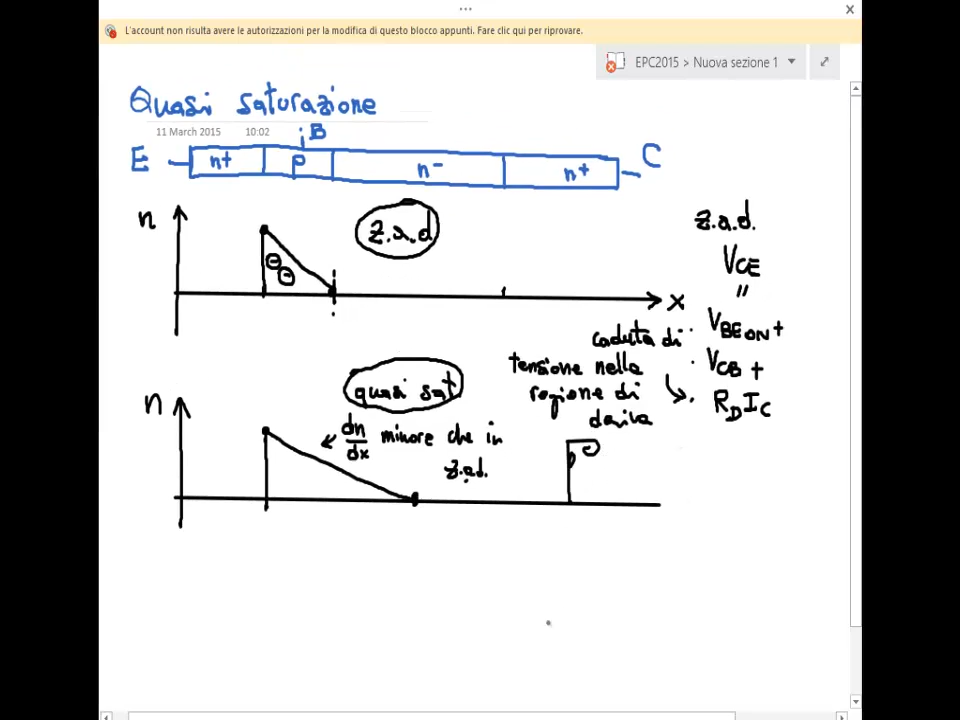 L'account non risulta avere le autorizzazioni per la modifica di questo blocco appunti. Fare clic qui per riprovare.
EPC2015 > Nuova sezione 1
Quasi saturazione
11 March 2015 10:02
B
E n+ p n- n+ C
n
z.a.d
x
z.a.d.
VCE
=
VBEON +
VCB +
RDIC
caduta di
tensione nella
regione di
deriva
n
quasi sat
dn/dx minore che in
z.a.d.